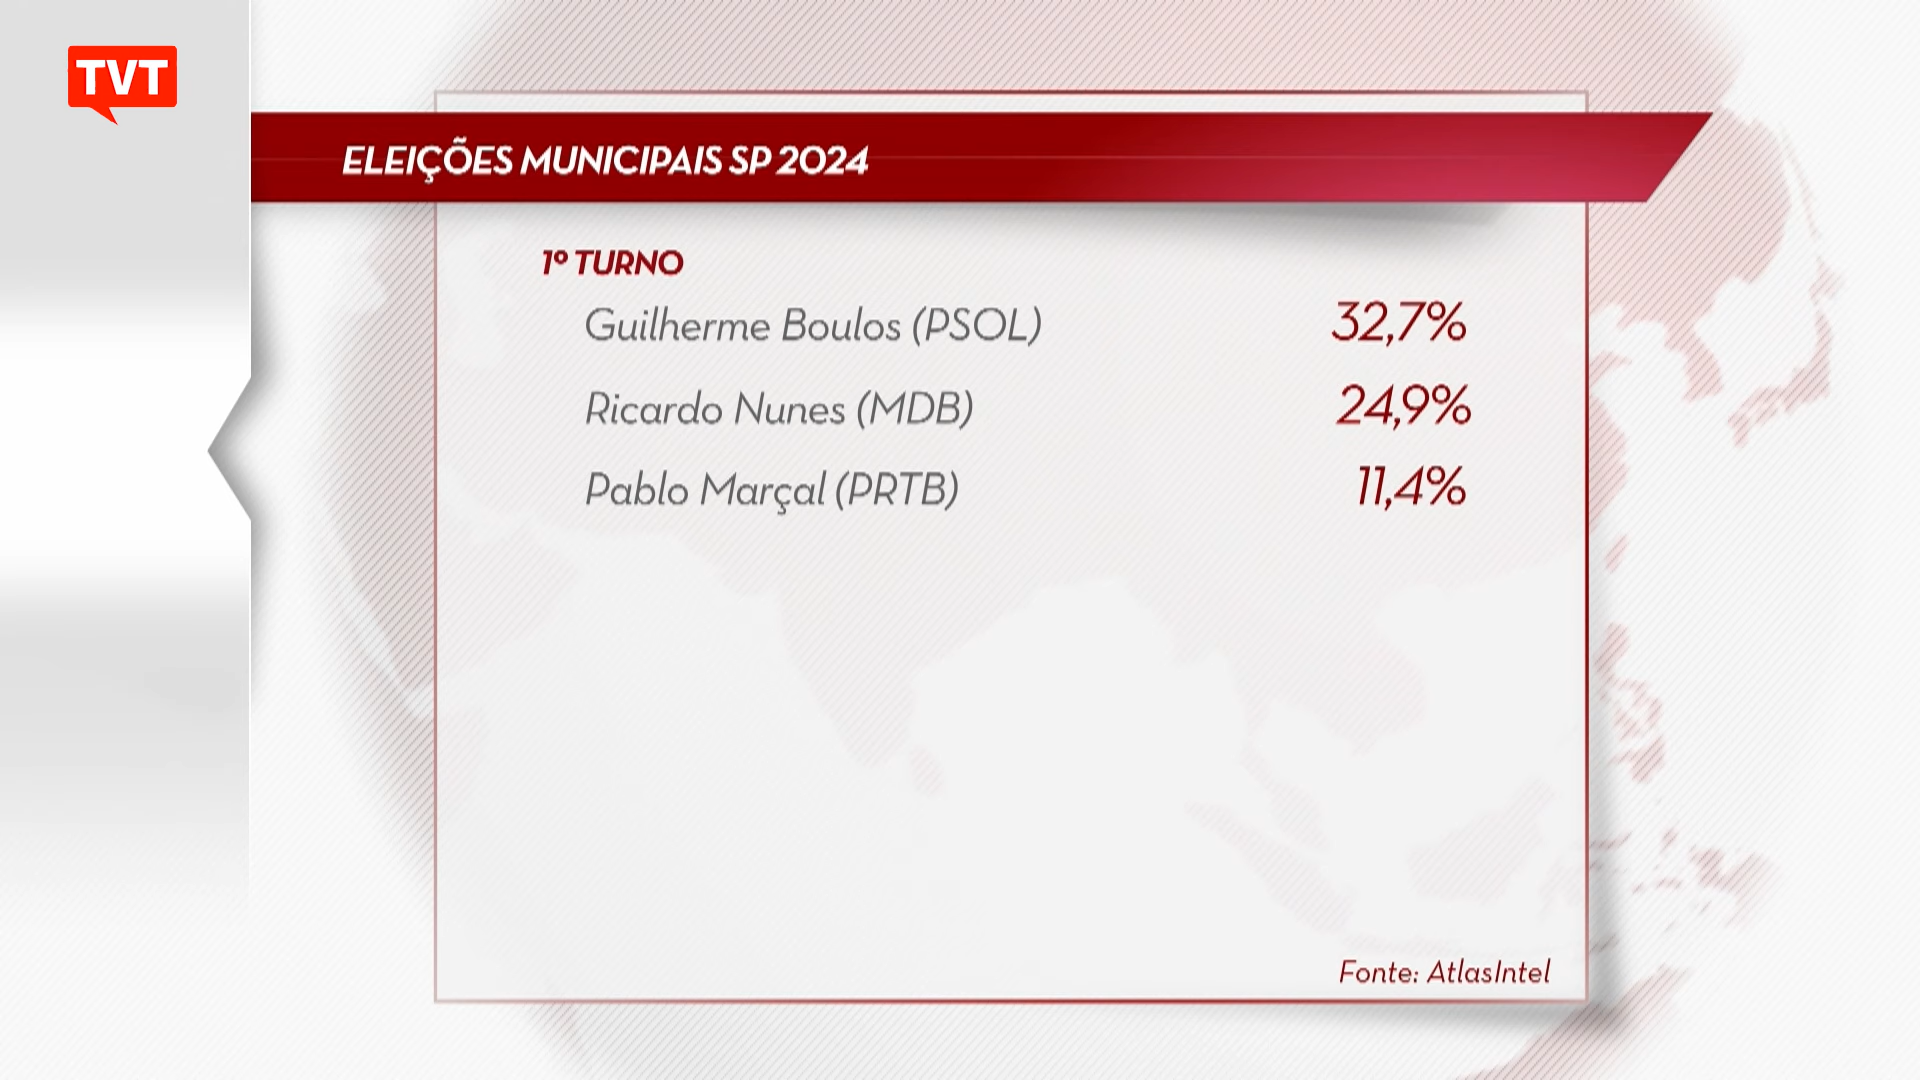 TVT
ELEIÇÕES MUNICIPAIS SP 2024
1º TURNO
Guilherme Boulos (PSOL) 32,7%
Ricardo Nunes (MDB) 24,9%
Pablo Marçal (PRTB) 11,4%
Fonte: AtlasIntel